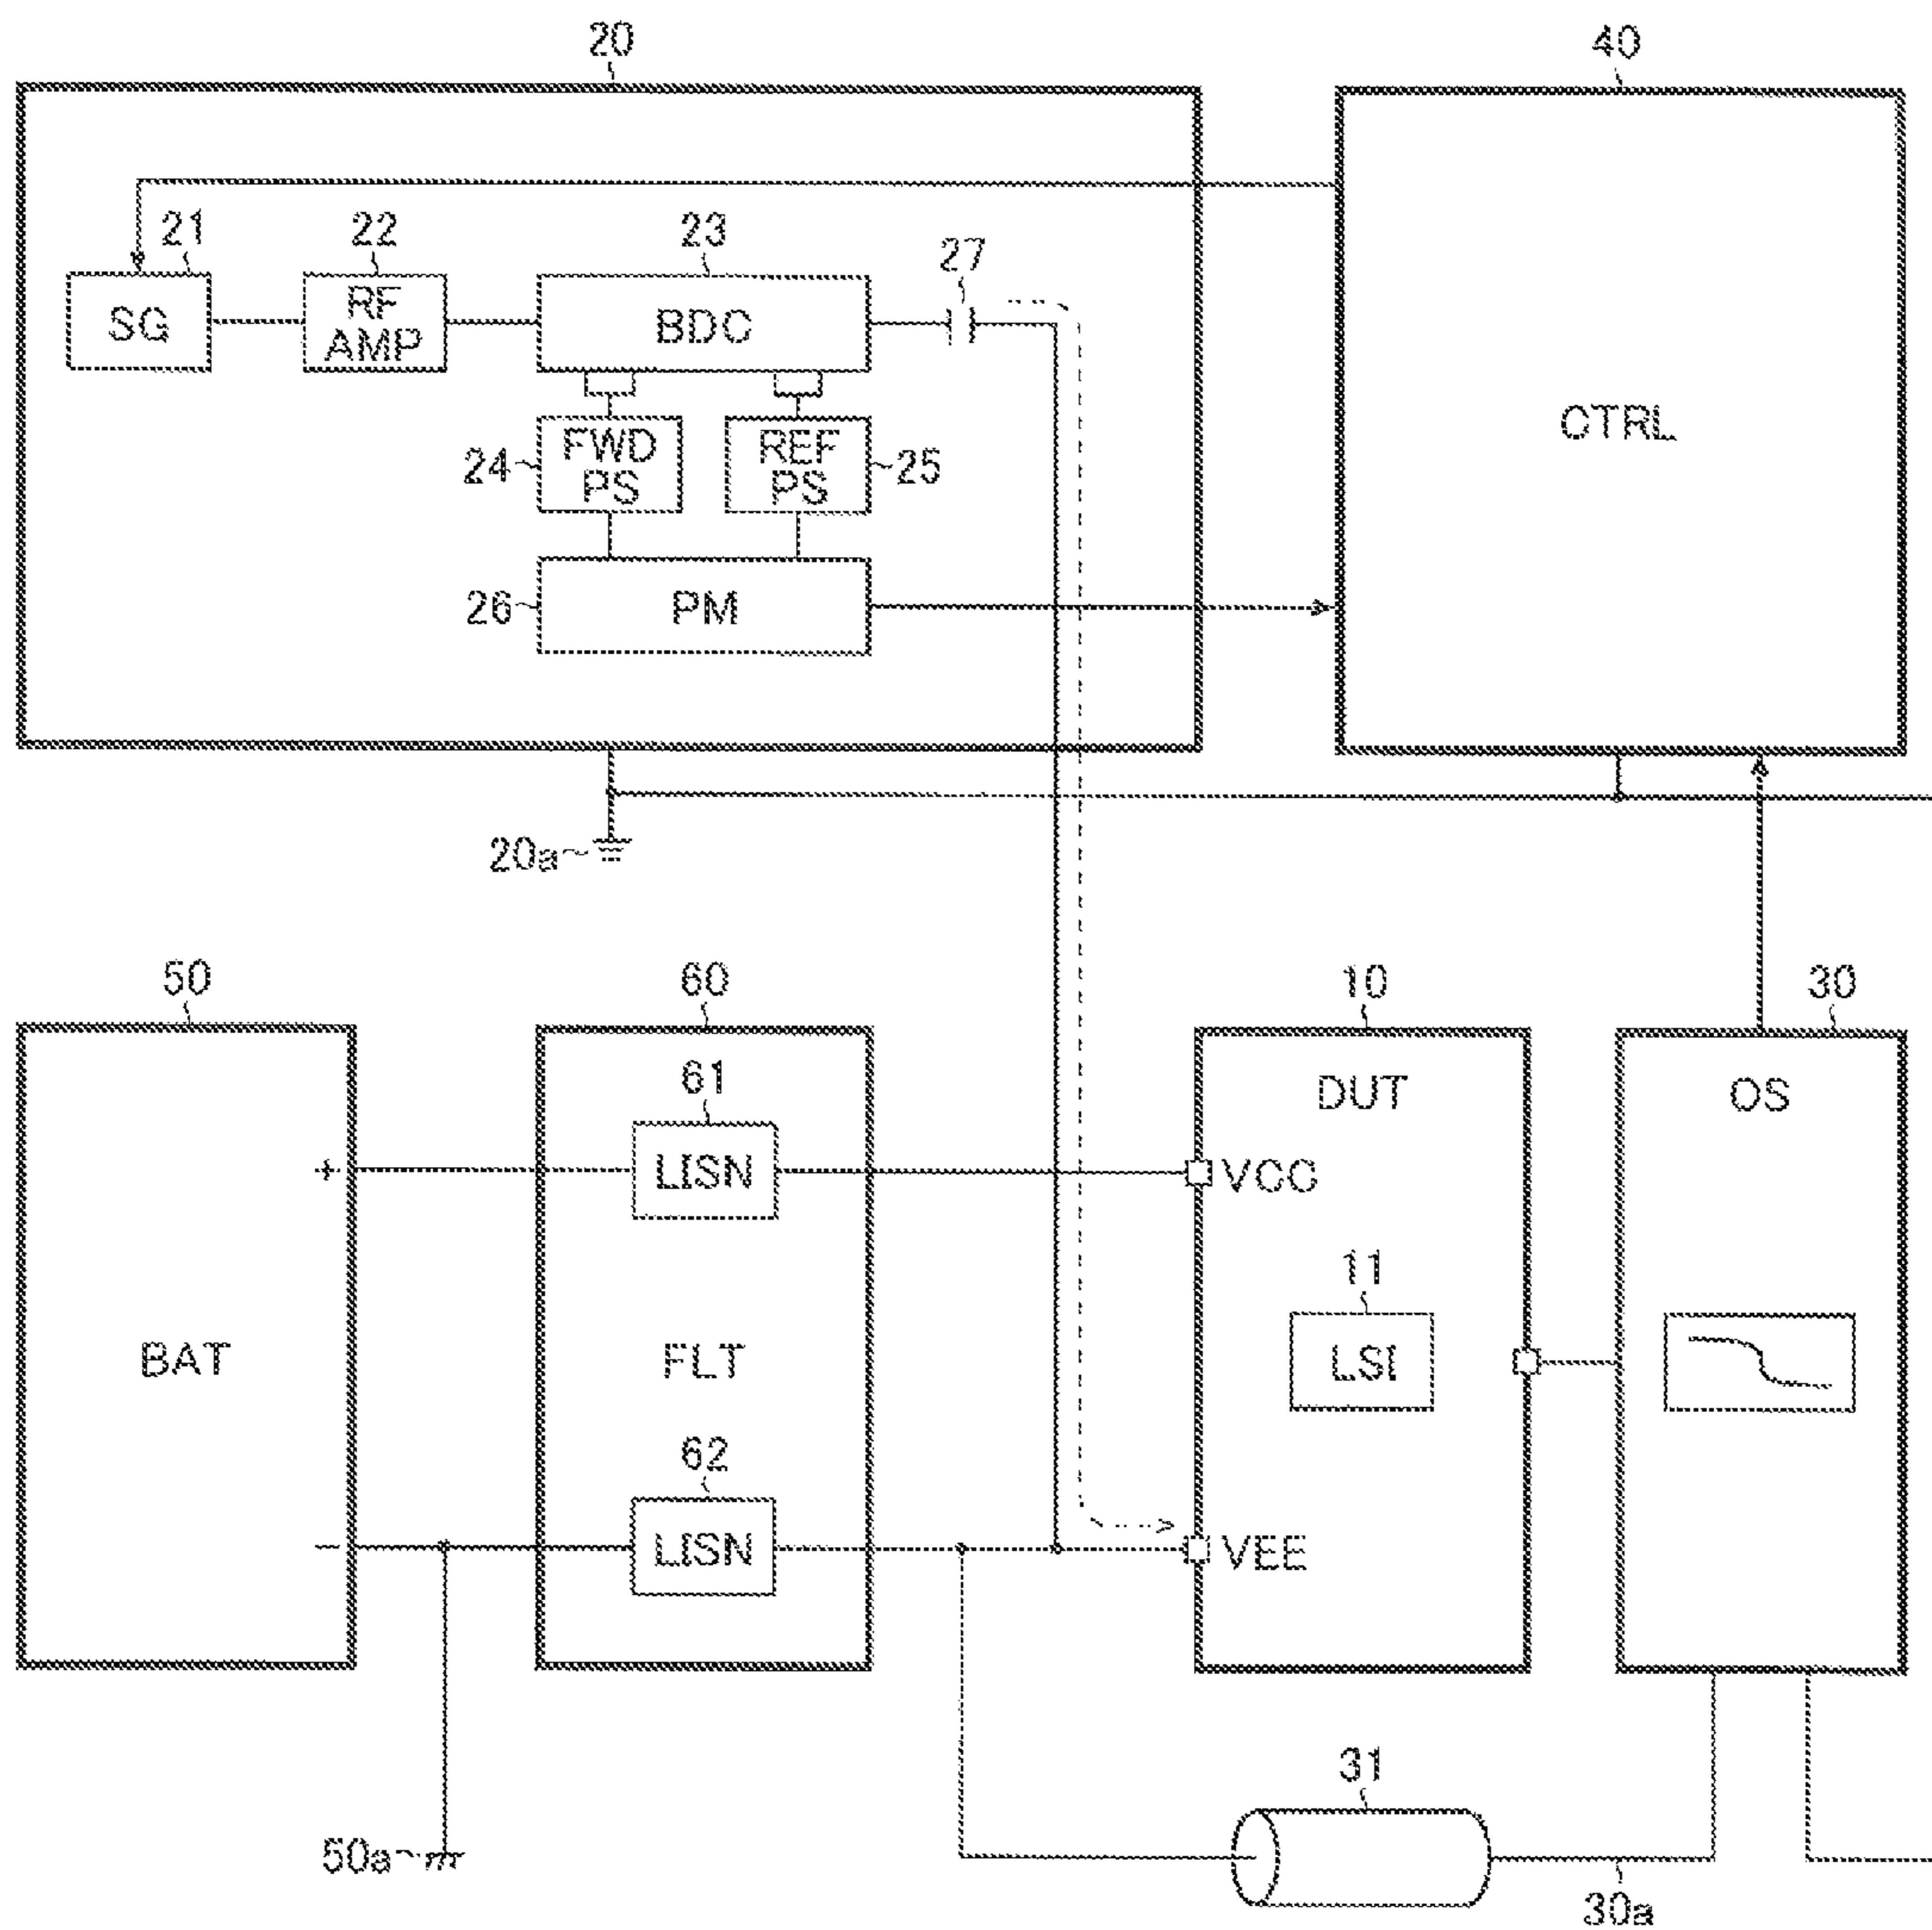 20
40
21
22
23
27
SG
RF
AMP
BDC
CTRL
24
FWD
PS
REF
PS
25
26
PM
20a
50
60
10
30
61
DUT
OS
+
LISN
VCC
11
BAT
FLT
LSI
62
−
LISN
VEE
31
50a
30a